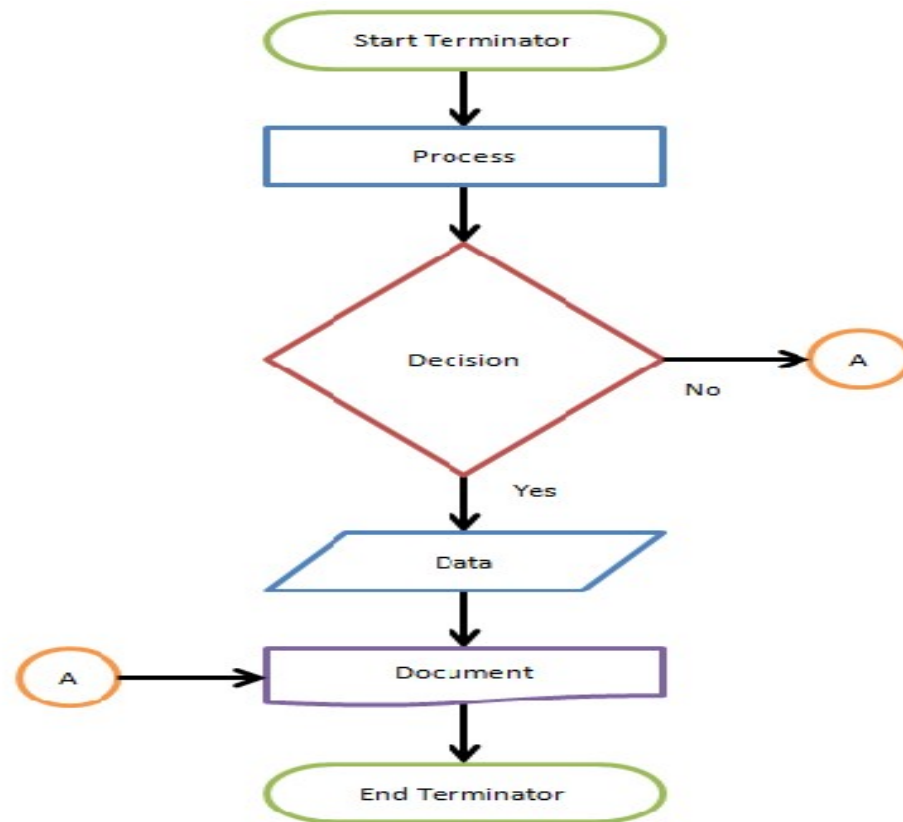 Start Terminator
Process
Decision
A
No
Yes
Data
A
Document
End Terminator